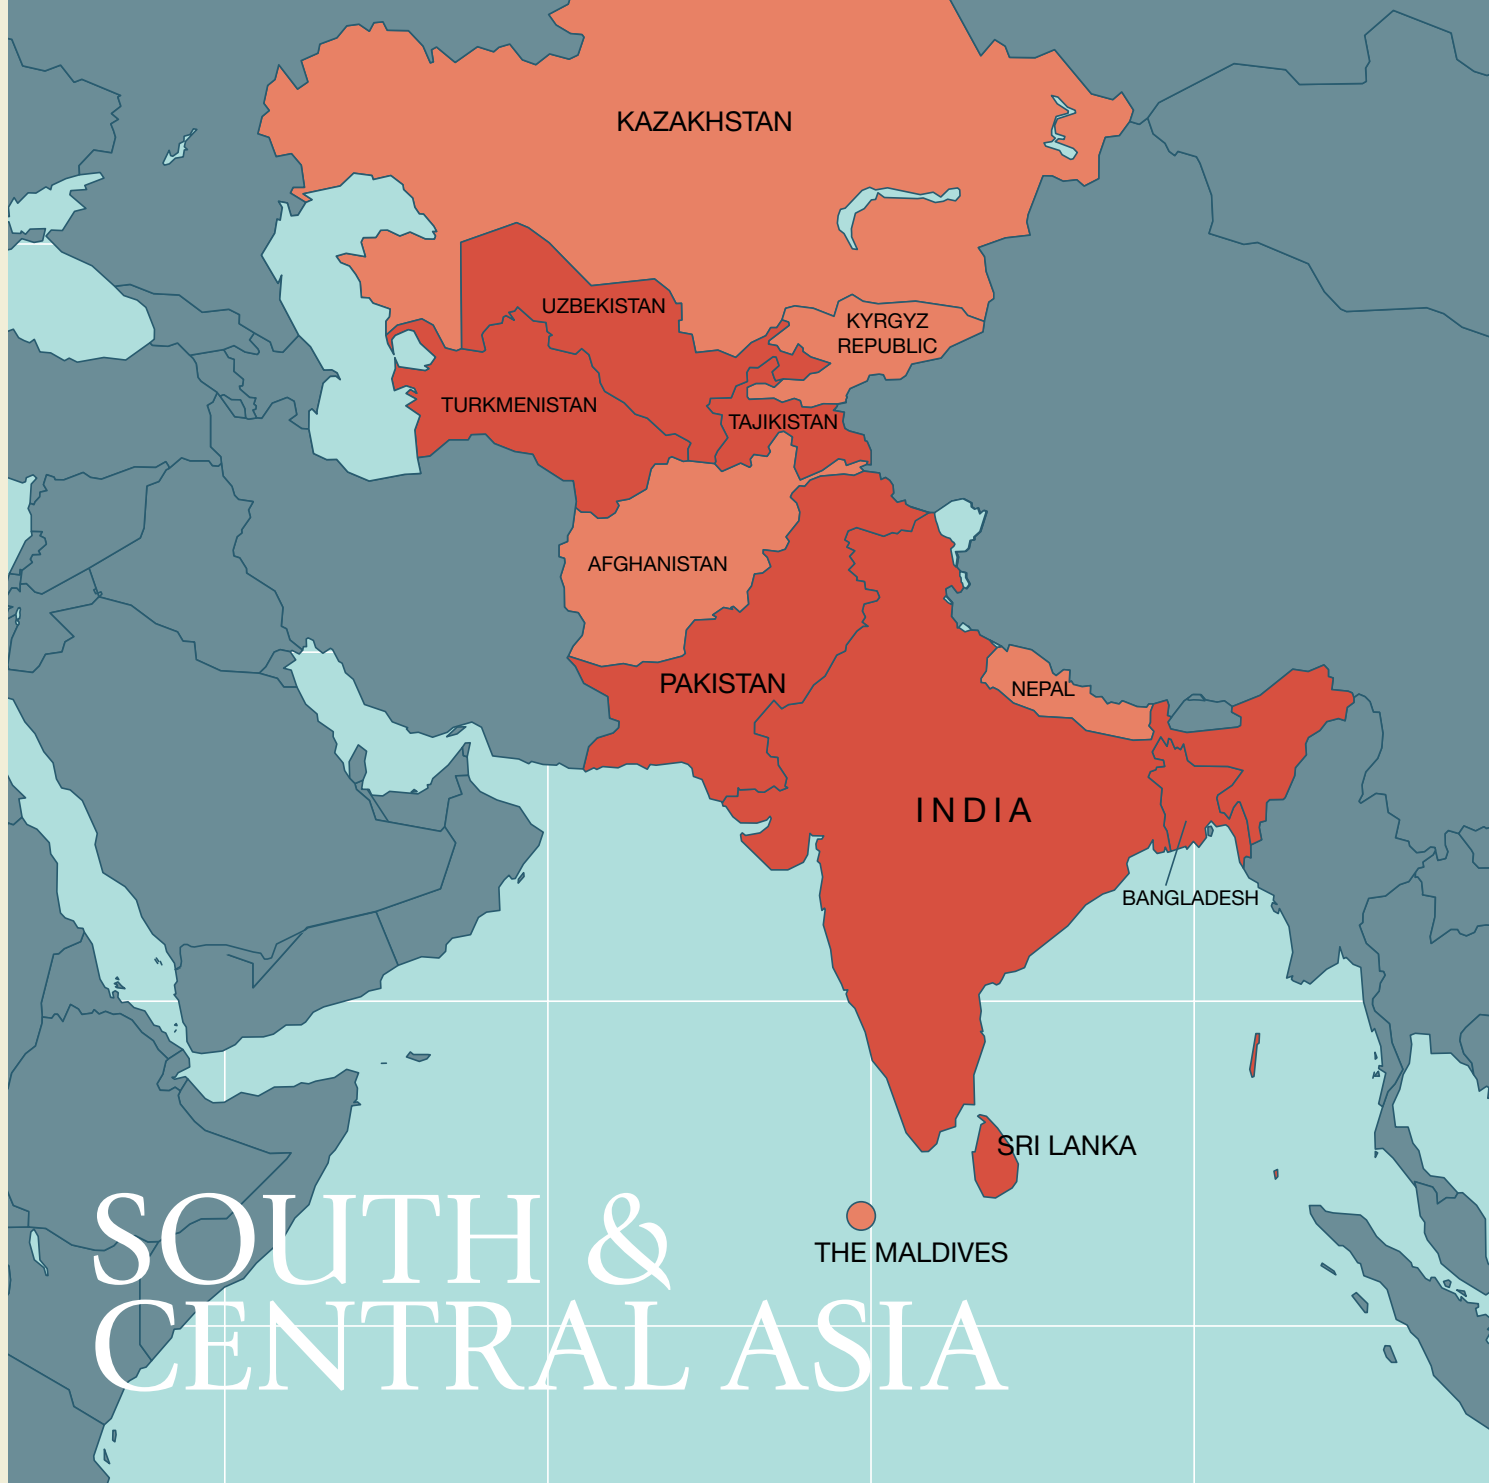 KAZAKHSTAN
UZBEKISTAN
KYRGYZ
REPUBLIC
TURKMENISTAN
TAJIKISTAN
AFGHANISTAN
PAKISTAN
NEPAL
INDIA
BANGLADESH
SRI LANKA
THE MALDIVES
SOUTH &
CENTRAL ASIA